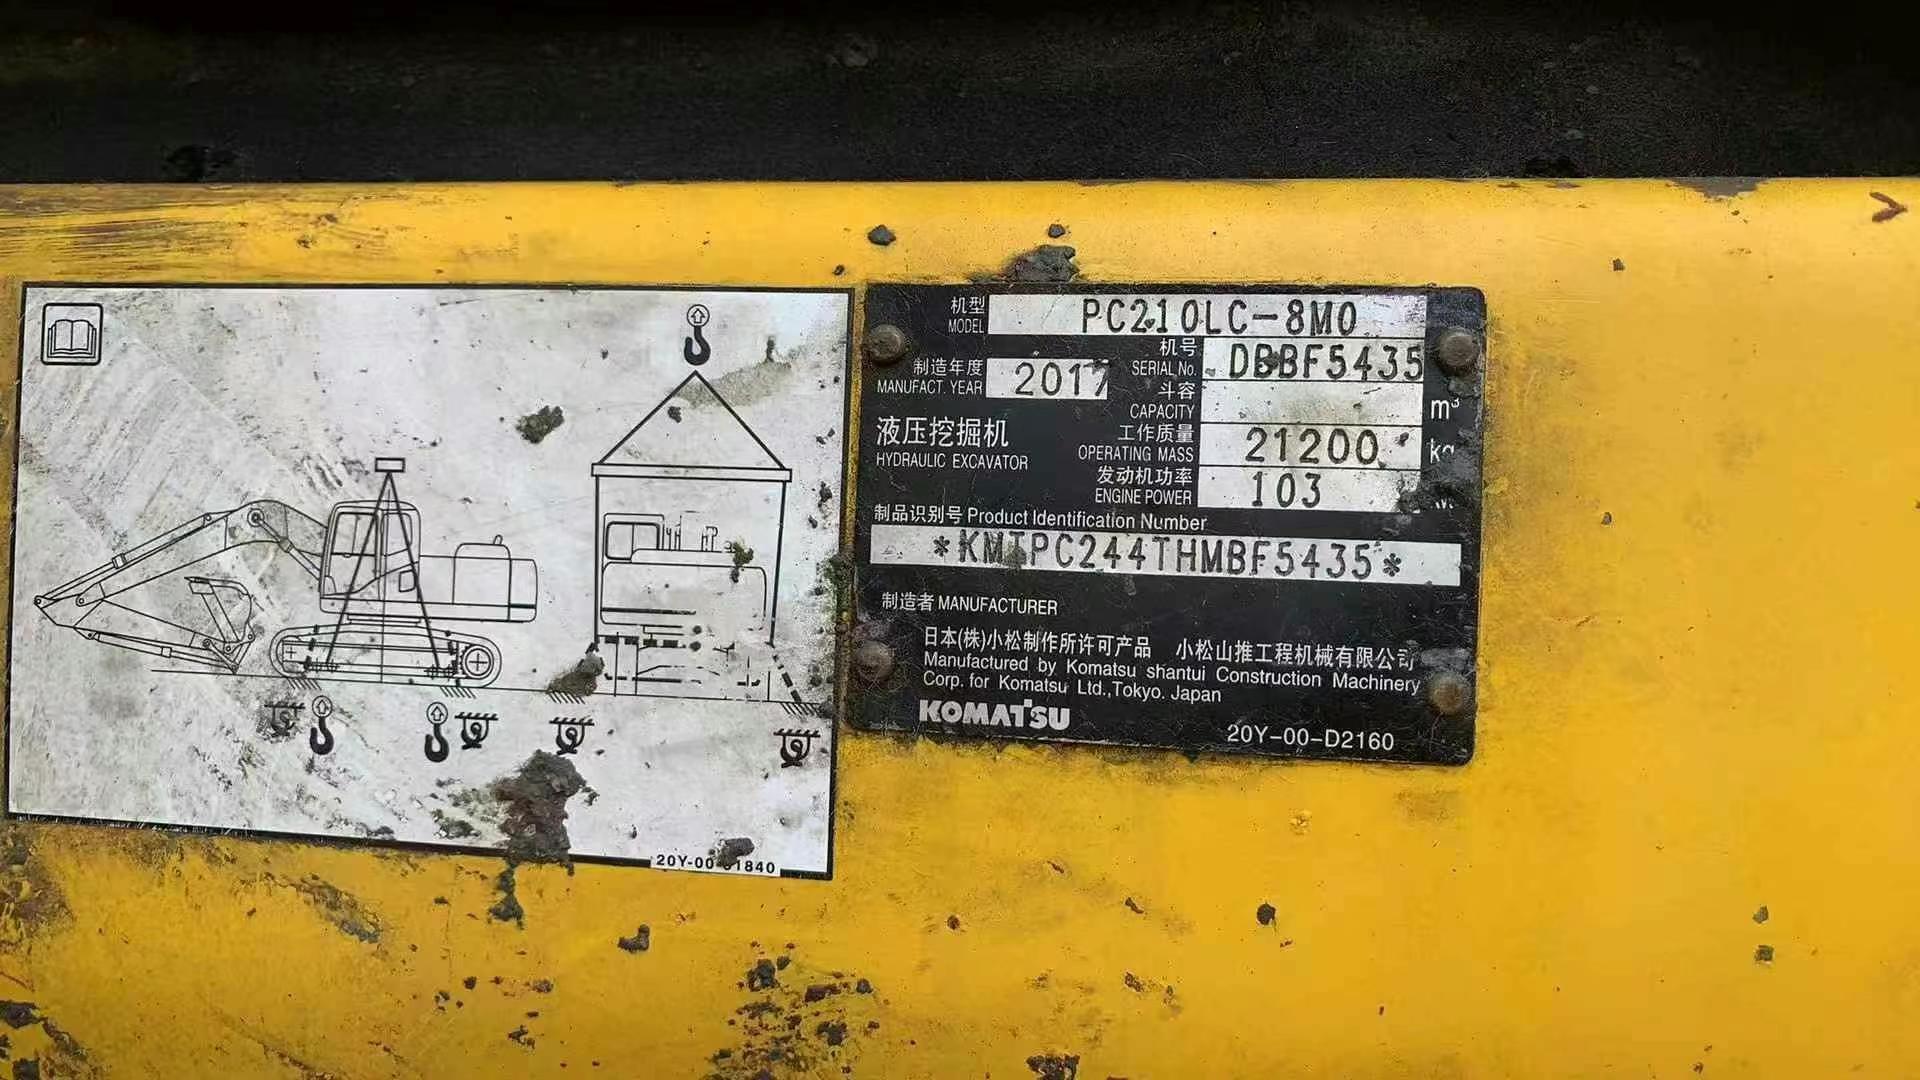 机型
MODEL
PC210LC-8M0
机号
SERIAL No.
DBBF5435
制造年度
MANUFACT. YEAR
2017
斗容
CAPACITY
m³
液压挖掘机
HYDRAULIC EXCAVATOR
工作质量
OPERATING MASS
21200
kg
发动机功率
ENGINE POWER
103
制品识别号 Product Identification Number
*KMTPC244THMBF5435*
制造者 MANUFACTURER
日本(株)小松制作所许可产品 小松山推工程机械有限公司
Manufactured by Komatsu shantui Construction Machinery
Corp. for Komatsu Ltd.,Tokyo. Japan
KOMATSU
20Y-00-D2160